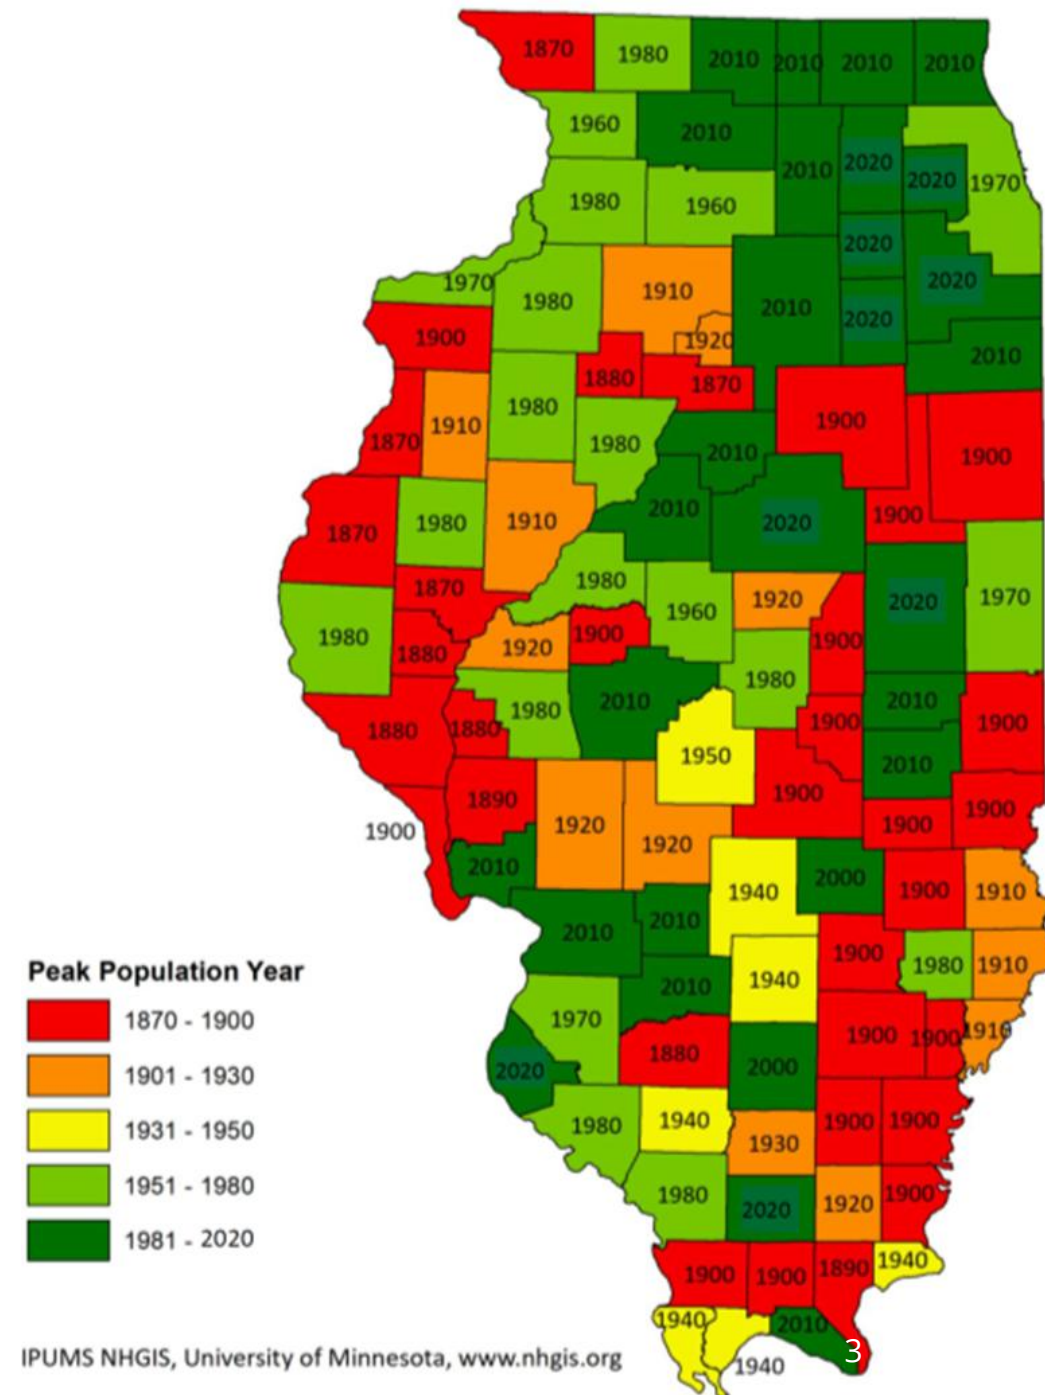 1870 1980 2010 2010 2010 2010
1960 2010 2010 2020 2020 1970
1980 1960 2020
1970 1980 1910 2010 2020 2020
1900 1920 2010
1880 1870
1980 1900
1870 1910 1980 2010 1900
1870 1980 1910 2010 2020 1900
1870 1980 1960 1920 2020 1970
1980 1880 1920 1900 1900
1980 2010 1900
1880 1880 1980 2010 1900 1900
1950 2010
1890 1900 1900
1900 1920 1920 1900
2010 1940 2000 1900 1910
2010 2010
1900 1980 1910
2010 1940
Peak Population Year
1870 - 1900
1901 - 1930
1931 - 1950
1951 - 1980
1981 - 2020
1970 1900 1900 1910
1880 2000
2020
1980 1940 1930 1900 1900
1980 2020 1920 1900
1900 1900 1890 1940
1940 2010
1940
3
IPUMS NHGIS, University of Minnesota, www.nhgis.org